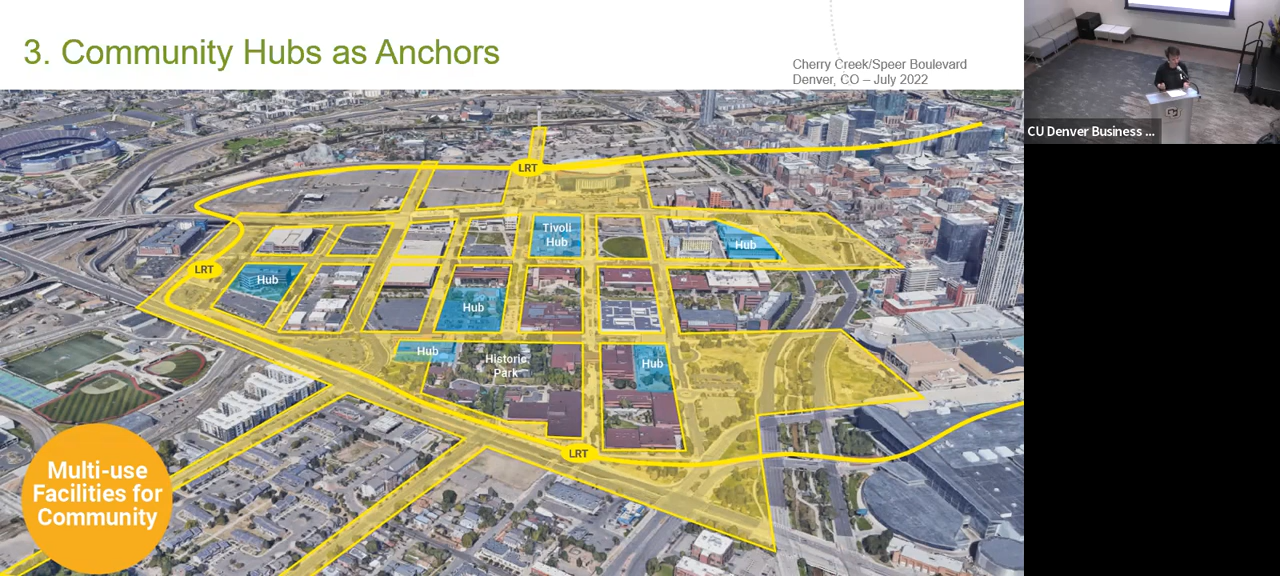 3. Community Hubs as Anchors
Cherry Creek/Speer Boulevard
Denver, CO – July 2022
CU Denver Business ...
LRT
Tivoli
Hub
Hub
LRT
Hub
Hub
Hub
Historic
Park
Hub
LRT
Multi-use
Facilities for
Community